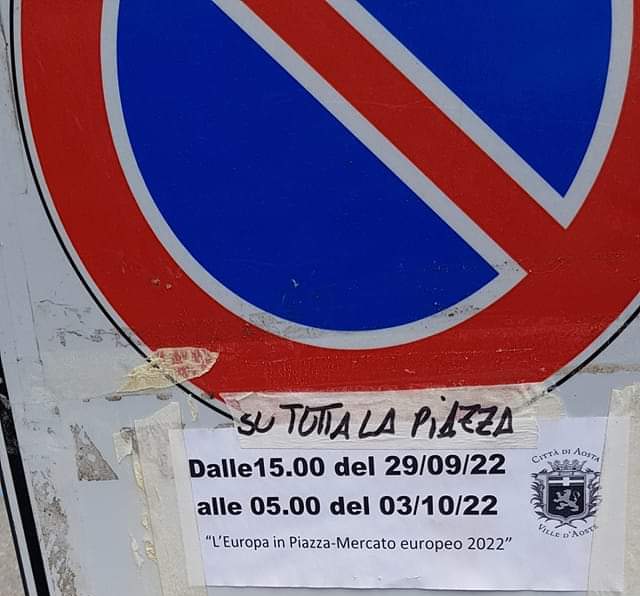 SU TUTTA LA PiAZZA
Dalle15.00 del 29/09/22
alle 05.00 del 03/10/22
"L'Europa in Piazza-Mercato europeo 2022"
CITTÀ DI AOSTA
VILLE D'AOSTE